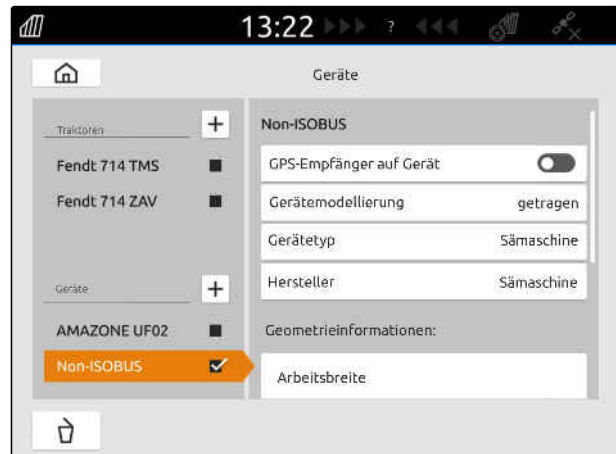 13:22 ?
Geräte
Traktoren
Fendt 714 TMS
Fendt 714 ZAV
Geräte
AMAZONE UF02
Non-ISOBUS
Non-ISOBUS
GPS-Empfänger auf Gerät
Gerätemodellierung getragen
Gerätetyp Sämaschine
Hersteller Sämaschine
Geometrieinformationen:
Arbeitsbreite